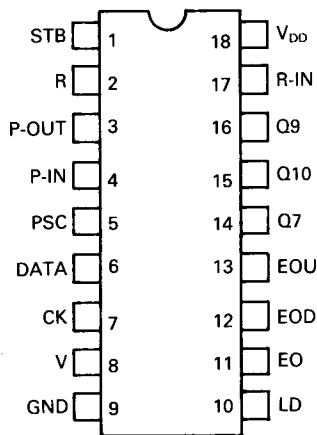 STB 1 18 V_DD
R 2 17 R-IN
P-OUT 3 16 Q9
P-IN 4 15 Q10
PSC 5 14 Q7
DATA 6 13 EOU
CK 7 12 EOD
V 8 11 EO
GND 9 10 LD